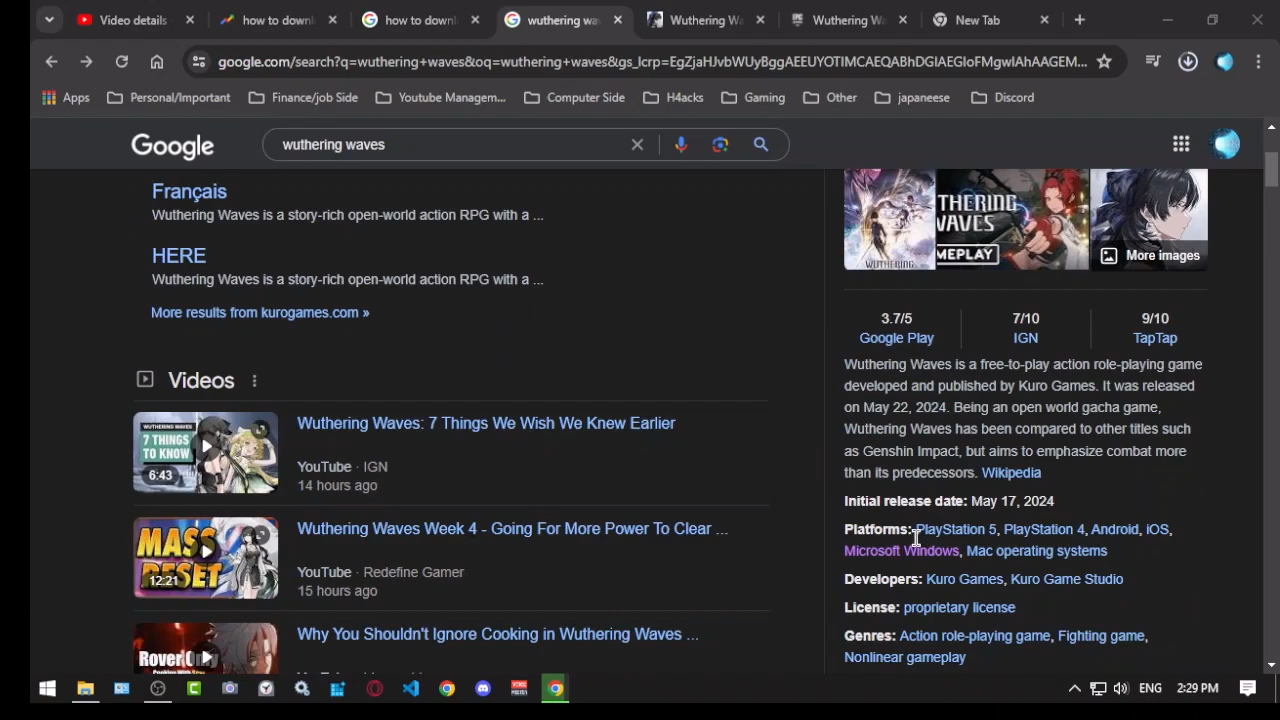 Video details
how to downl
how to downl
wuthering wav
Wuthering Wa
Wuthering Wa
New Tab
google.com/search?q=wuthering+waves&oq=wuthering+waves&gs_lcrp=EgZjaHJvbWUyBggAEEUYOTIMCAEQABhDGIAEGIoFMgwIAhAAGEM...
Apps
Personal/Important
Finance/job Side
Youtube Managem...
Computer Side
H4acks
Gaming
Other
japaneese
Discord
Google
wuthering waves
Français
Wuthering Waves is a story-rich open-world action RPG with a ...
HERE
Wuthering Waves is a story-rich open-world action RPG with a ...
More results from kurogames.com »
Videos
WUTHERING WAVES
7 THINGS
TO KNOW
6:43
Wuthering Waves: 7 Things We Wish We Knew Earlier
YouTube · IGN
14 hours ago
MASS
RESET
12:21
Wuthering Waves Week 4 - Going For More Power To Clear ...
YouTube · Redefine Gamer
15 hours ago
Why You Shouldn't Ignore Cooking in Wuthering Waves ...
WUTHERING
THERING
WAVES
MEPLAY
More images
3.7/5
Google Play
7/10
IGN
9/10
TapTap
Wuthering Waves is a free-to-play action role-playing game
developed and published by Kuro Games. It was released
on May 22, 2024. Being an open world gacha game,
Wuthering Waves has been compared to other titles such
as Genshin Impact, but aims to emphasize combat more
than its predecessors. Wikipedia
Initial release date: May 17, 2024
Platforms: PlayStation 5, PlayStation 4, Android, iOS,
Microsoft Windows, Mac operating systems
Developers: Kuro Games, Kuro Game Studio
License: proprietary license
Genres: Action role-playing game, Fighting game,
Nonlinear gameplay
ENG
2:29 PM